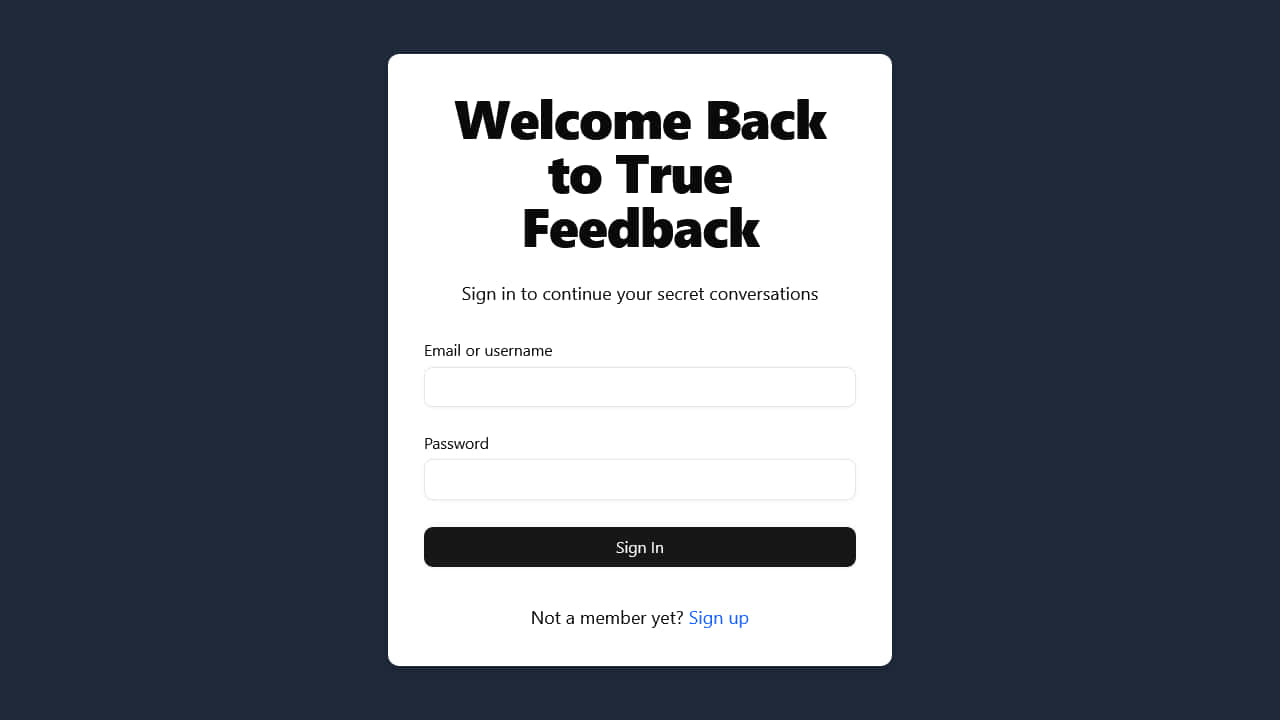 Welcome Back
to True
Feedback
Sign in to continue your secret conversations
Email or username
Password
Sign In
Not a member yet? Sign up